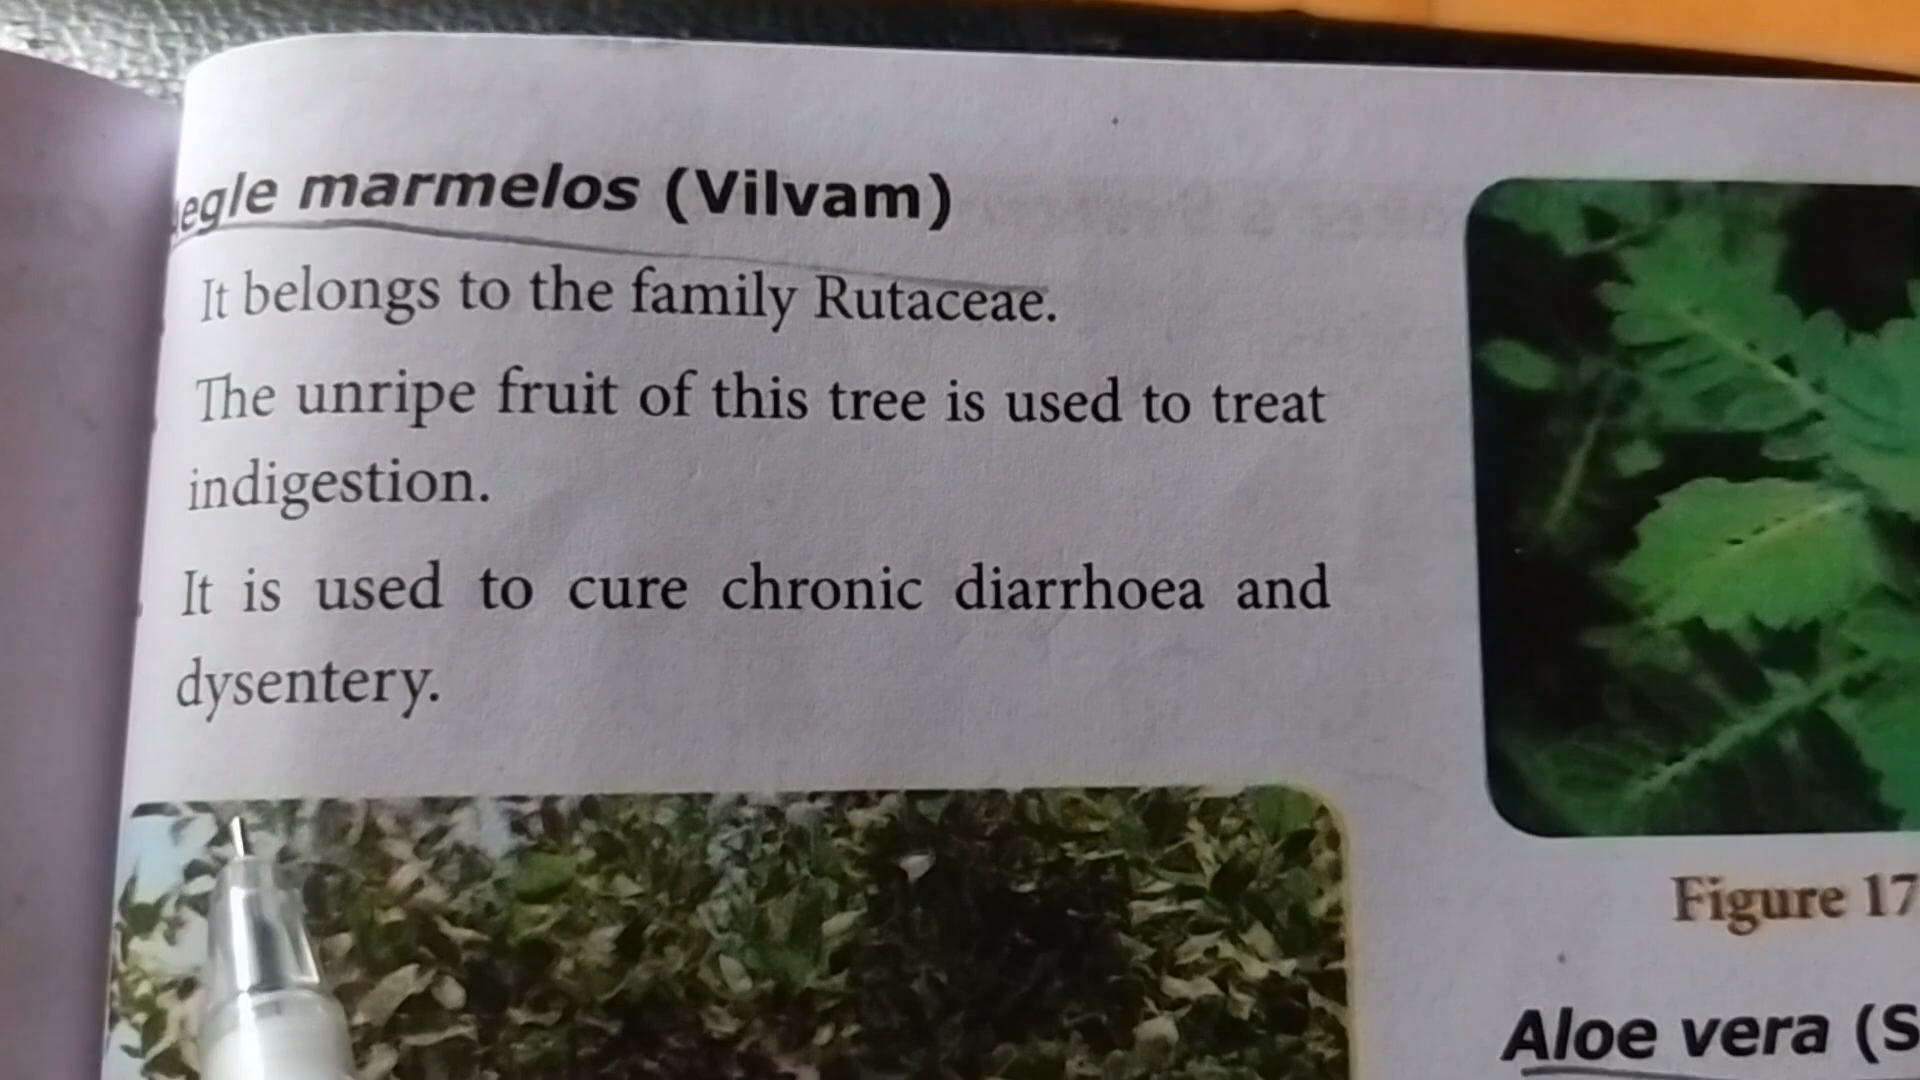 egle marmelos (Vilvam)
It belongs to the family Rutaceae.
The unripe fruit of this tree is used to treat
indigestion.
It is used to cure chronic diarrhoea and
dysentery.
Figure 17
Aloe vera (S